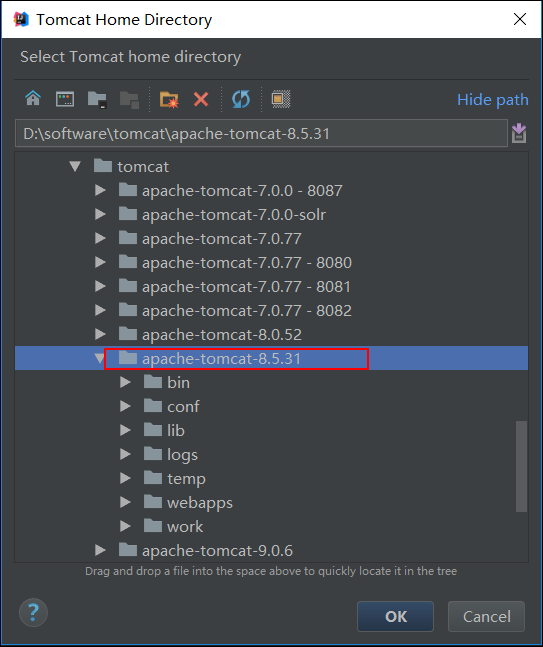 Tomcat Home Directory
Select Tomcat home directory
Hide path
D:\software\tomcat\apache-tomcat-8.5.31
tomcat
apache-tomcat-7.0.0 - 8087
apache-tomcat-7.0.0-solr
apache-tomcat-7.0.77
apache-tomcat-7.0.77 - 8080
apache-tomcat-7.0.77 - 8081
apache-tomcat-7.0.77 - 8082
apache-tomcat-8.0.52
apache-tomcat-8.5.31
bin
conf
lib
logs
temp
webapps
work
apache-tomcat-9.0.6
Drag and drop a file into the space above to quickly locate it in the tree
? OK Cancel